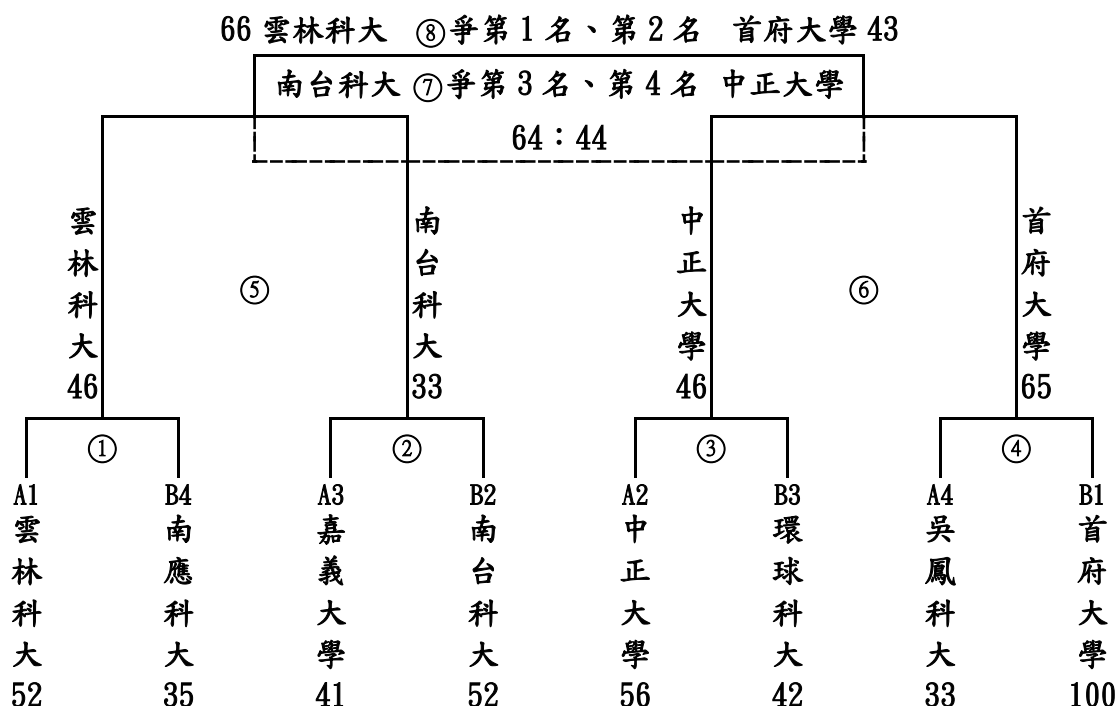 66 雲林科大 ⑧爭第 1 名、第 2 名 首府大學 43
南台科大 ⑦爭第 3 名、第 4 名 中正大學
64：44
雲林科大
46
⑤
南台科大
33
中正大學
46
⑥
首府大學
65
①
②
③
④
A1
雲林科大
52
B4
南應科大
35
A3
嘉義大學
41
B2
南台科大
52
A2
中正大學
56
B3
環球科大
42
A4
吳鳳科大
33
B1
首府大學
100